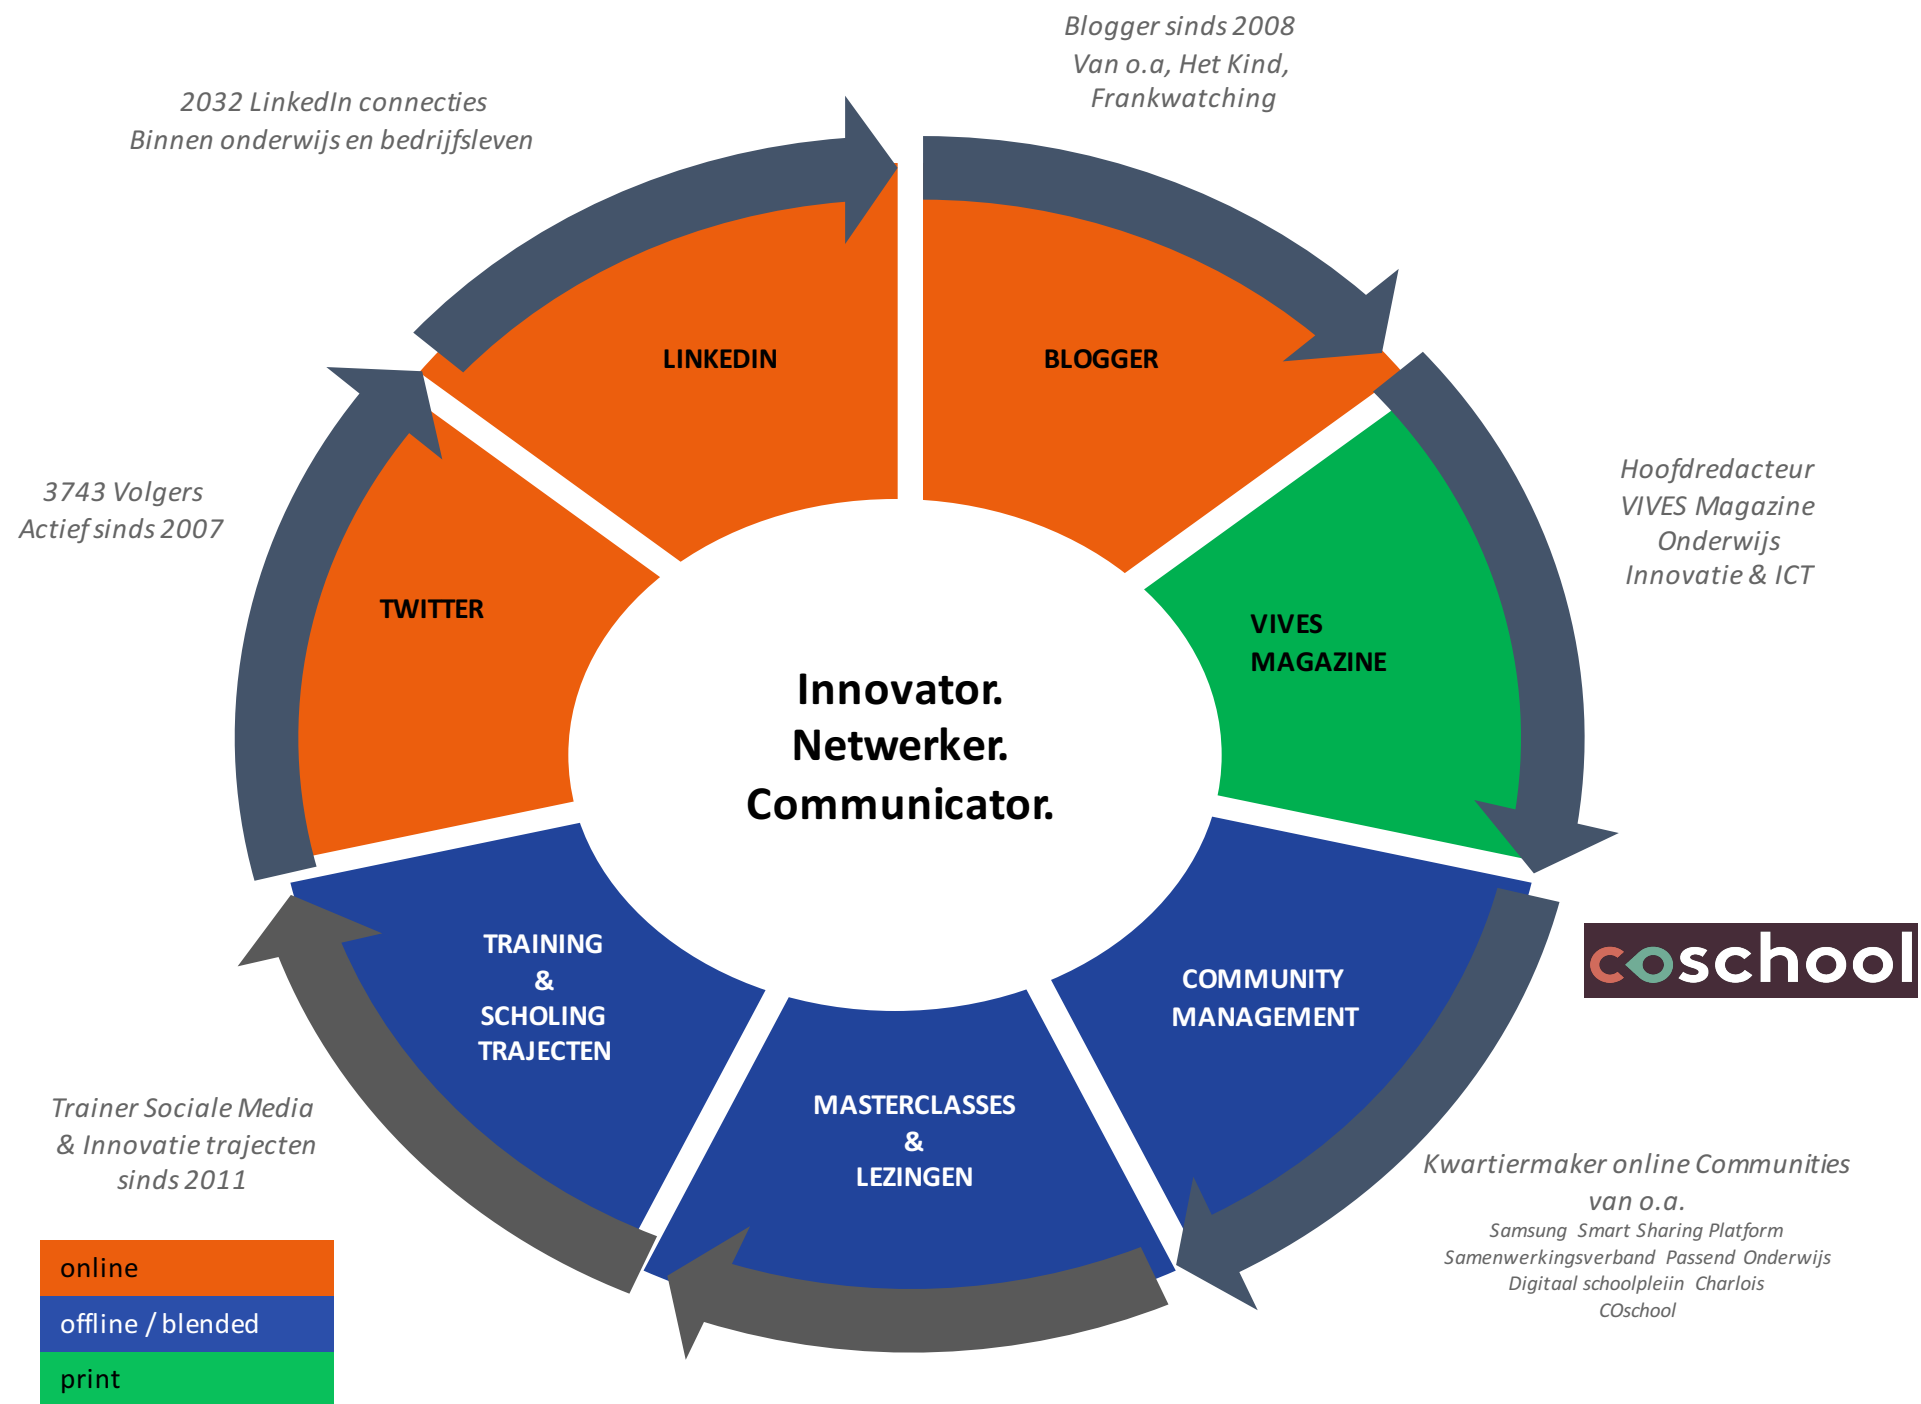 Blogger sinds 2008
Van o.a, Het Kind,
Frankwatching
2032 LinkedIn connecties
Binnen onderwijs en bedrijfsleven
LINKEDIN
BLOGGER
3743 Volgers
Actief sinds 2007
Hoofdredacteur
VIVES Magazine
Onderwijs
Innovatie & ICT
TWITTER
VIVES
MAGAZINE
Innovator.
Netwerker.
Communicator.
TRAINING
&
SCHOLING
TRAJECTEN
COMMUNITY
MANAGEMENT
coschool
MASTERCLASSES
&
LEZINGEN
Trainer Sociale Media
& Innovatie trajecten
sinds 2011
Kwartiermaker online Communities
van o.a.
Samsung Smart Sharing Platform
Samenwerkingsverband Passend Onderwijs
Digitaal schoolpleiin Charlois
COschool
online
offline / blended
print